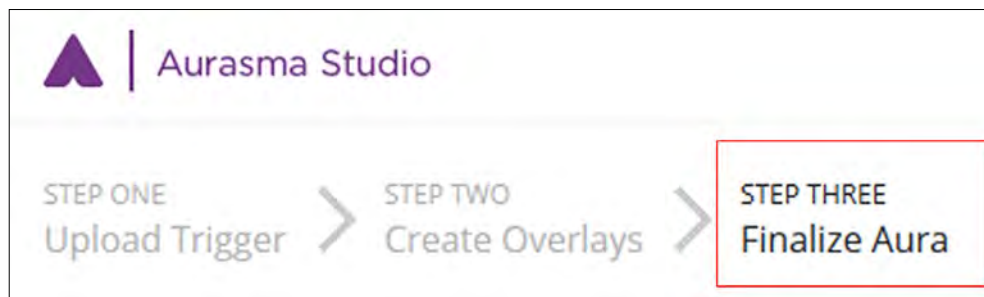 Aurasma Studio
STEP ONE
Upload Trigger
STEP TWO
Create Overlays
STEP THREE
Finalize Aura